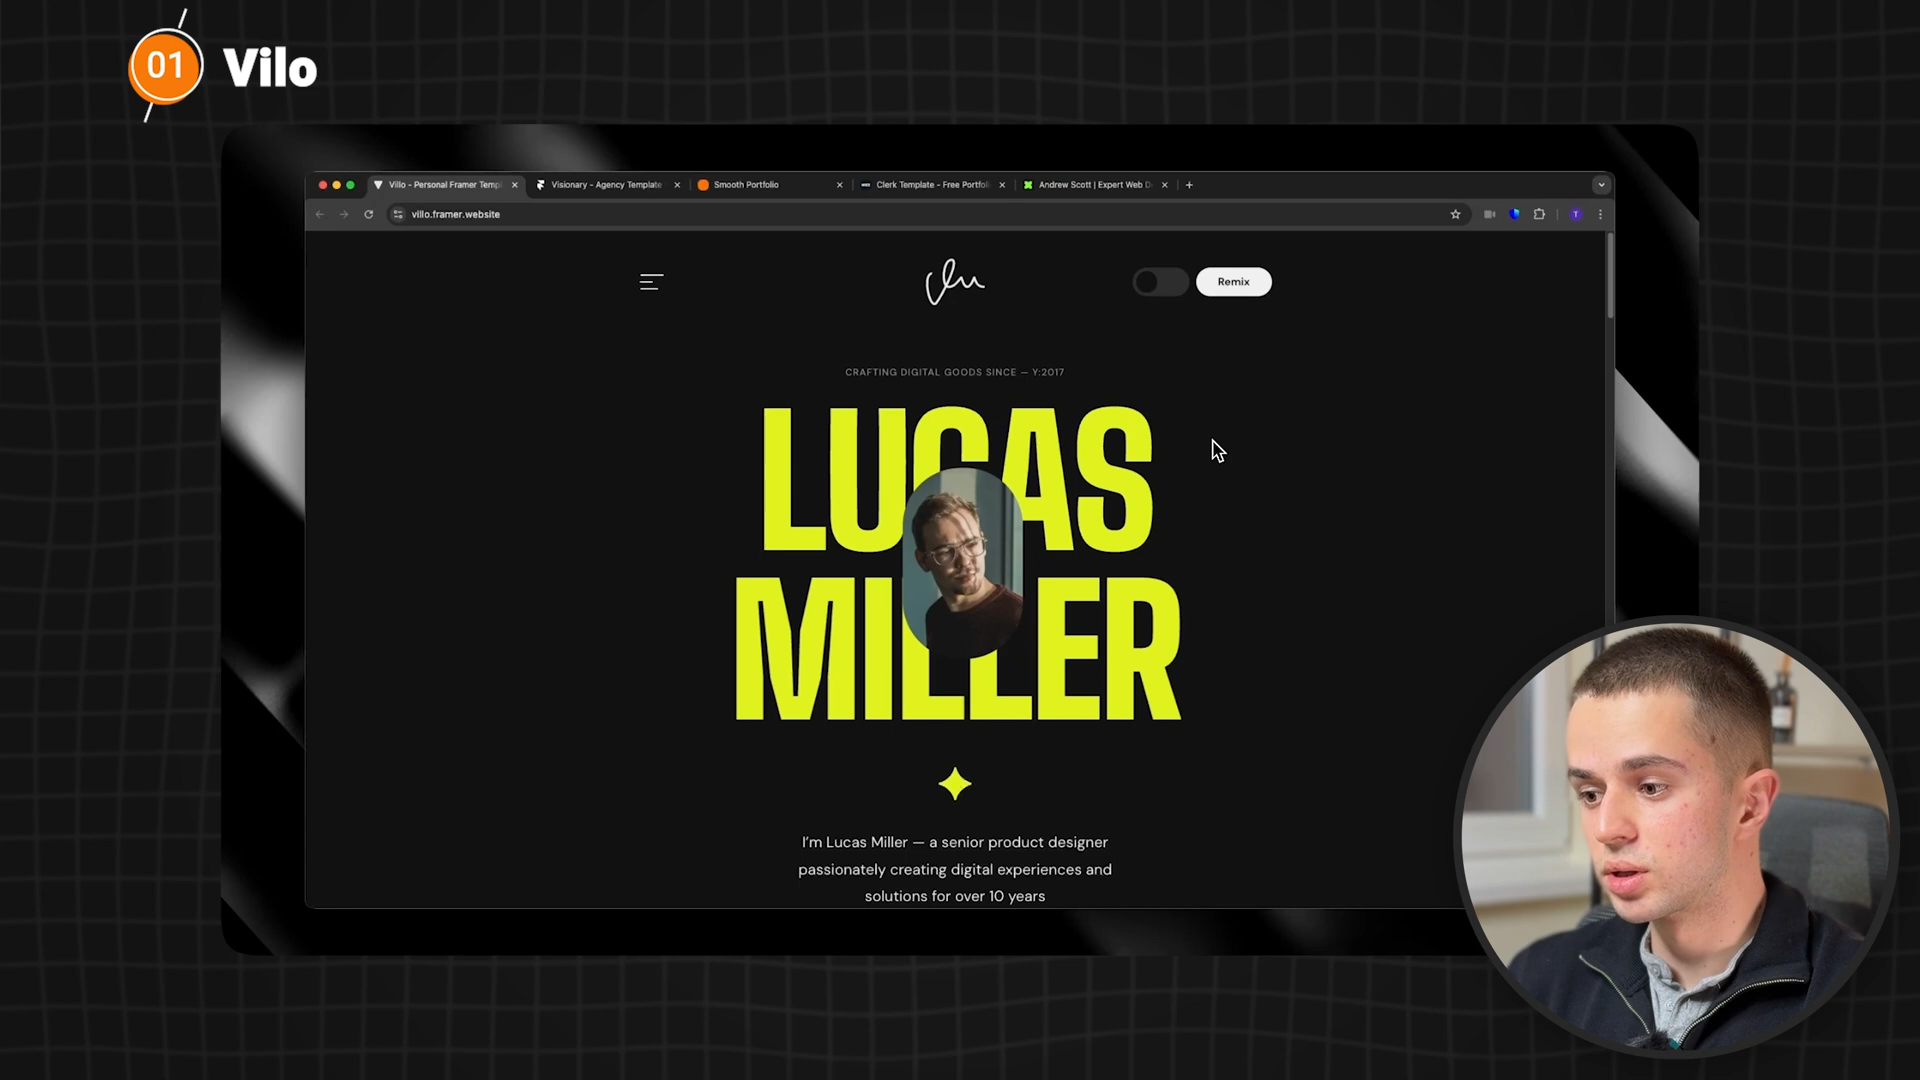 01 Vilo
Villo - Personal Framer Templ
Visionary - Agency Template
Smooth Portfolio
Clerk Template - Free Portfoli
Andrew Scott | Expert Web D
villo.framer.website
T
Remix
CRAFTING DIGITAL GOODS SINCE — Y:2017
LUCAS
MILLER
I'm Lucas Miller — a senior product designer
passionately creating digital experiences and
solutions for over 10 years